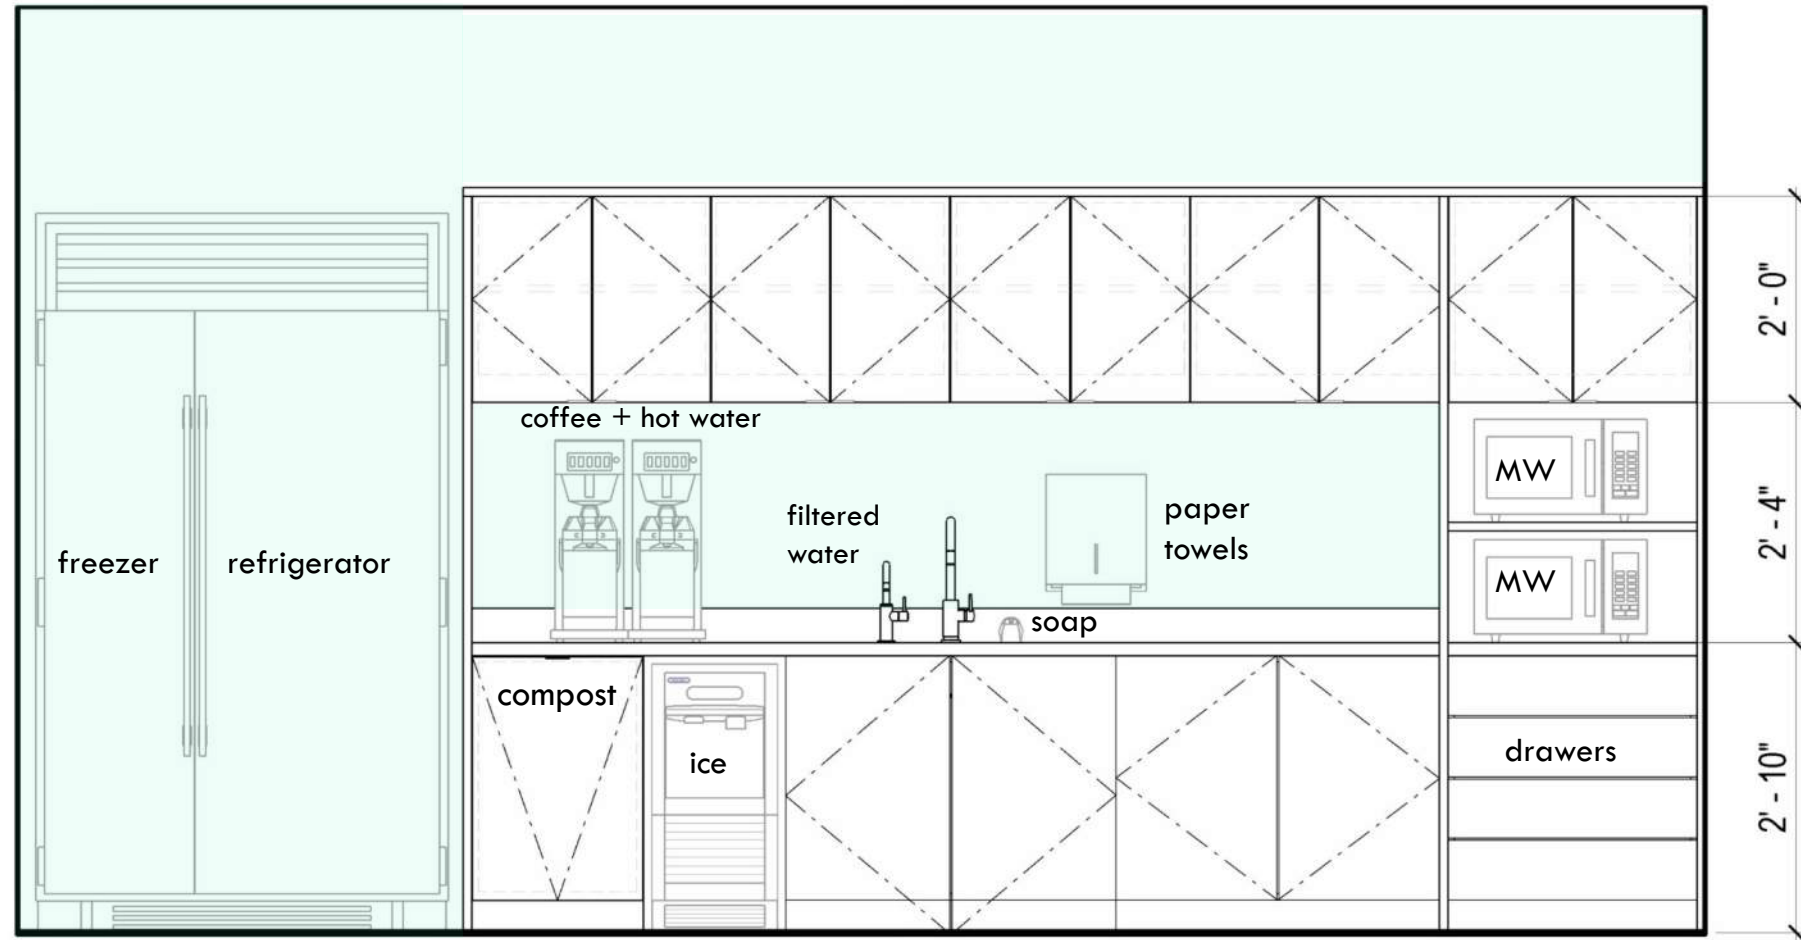 2' - 0"
coffee + hot water
MW
filtered
water
paper
towels
2' - 4"
freezer
refrigerator
MW
soap
compost
ice
drawers
2' - 10"